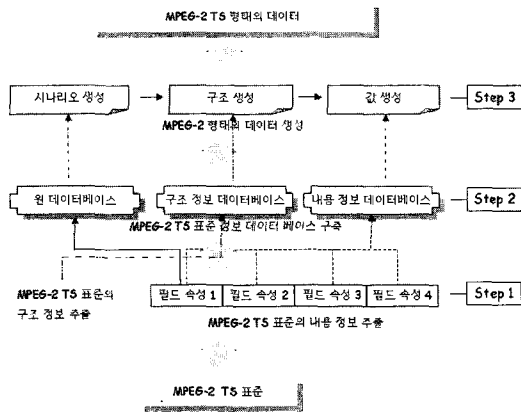 MPEG-2 TS 형태의 데이터
시나리오 생성
구조 생성
값 생성
Step 3
MPEG-2 형태의 데이터 생성
원 데이터베이스
구조 정보 데이터베이스
내용 정보 데이터베이스
Step 2
MPEG-2 TS 표준 정보 데이터 베이스 구축
MPEG-2 TS 표준의
구조 정보 추출
필드 속성 1
필드 속성 2
필드 속성 3
필드 속성 4
Step 1
MPEG-2 TS 표준의 내용 정보 추출
MPEG-2 TS 표준